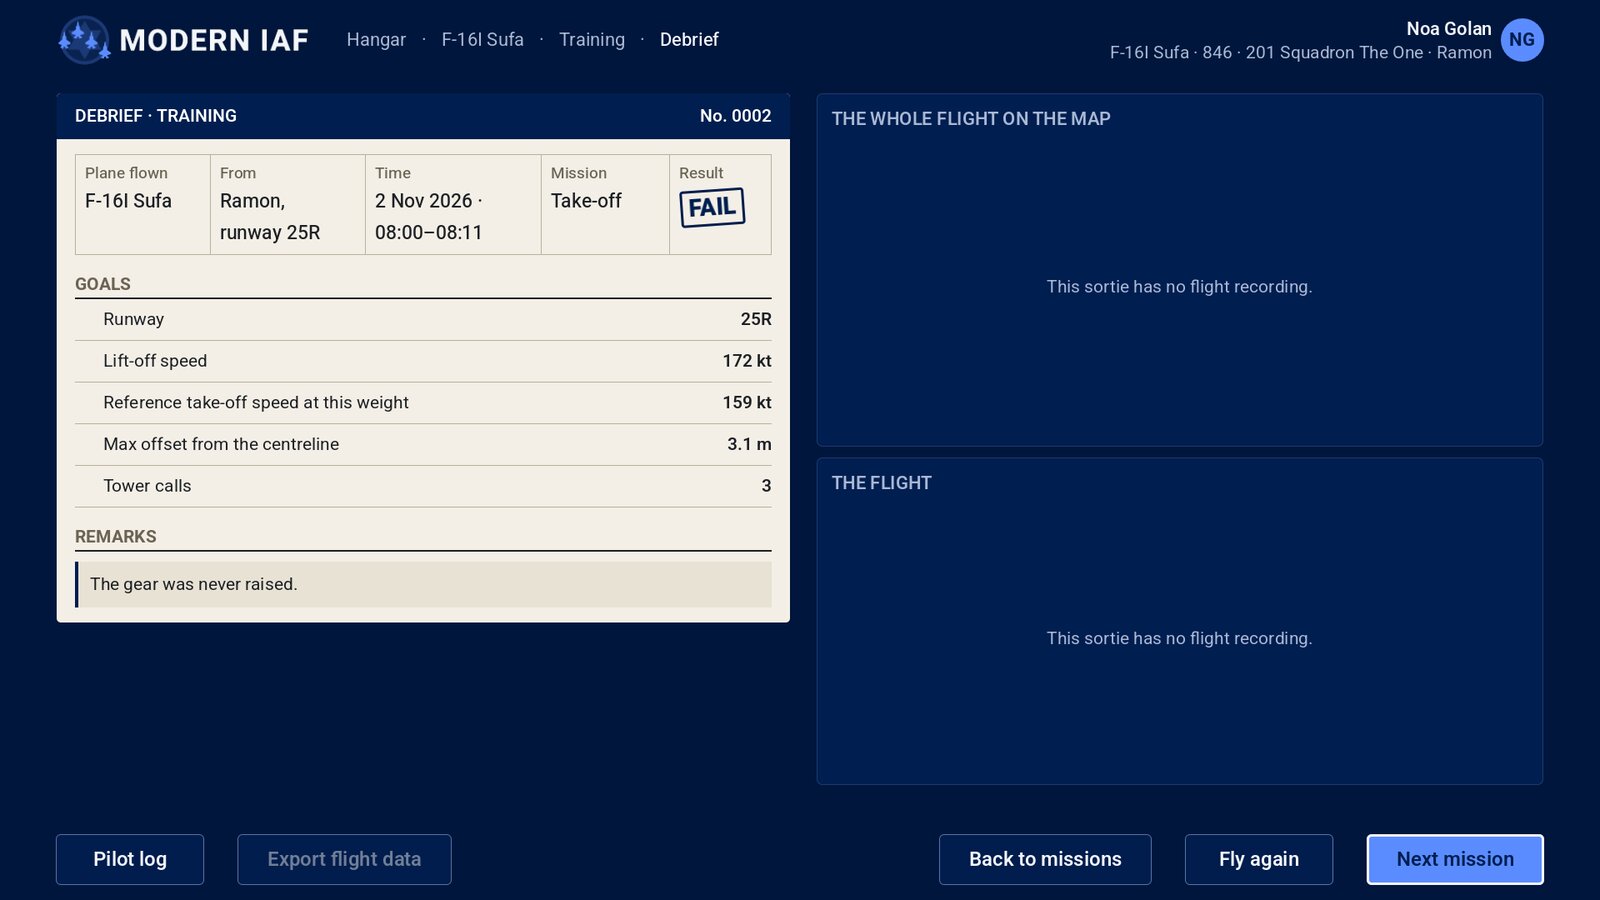 MODERN IAF
Hangar · F-16I Sufa · Training · Debrief
Noa Golan
F-16I Sufa · 846 · 201 Squadron The One · Ramon
NG
DEBRIEF · TRAINING
No. 0002
Plane flown
F-16I Sufa
From
Ramon,
runway 25R
Time
2 Nov 2026 ·
08:00–08:11
Mission
Take-off
Result
FAIL
GOALS
Runway 25R
Lift-off speed 172 kt
Reference take-off speed at this weight 159 kt
Max offset from the centreline 3.1 m
Tower calls 3
REMARKS
The gear was never raised.
THE WHOLE FLIGHT ON THE MAP
This sortie has no flight recording.
THE FLIGHT
This sortie has no flight recording.
Pilot log
Export flight data
Back to missions
Fly again
Next mission